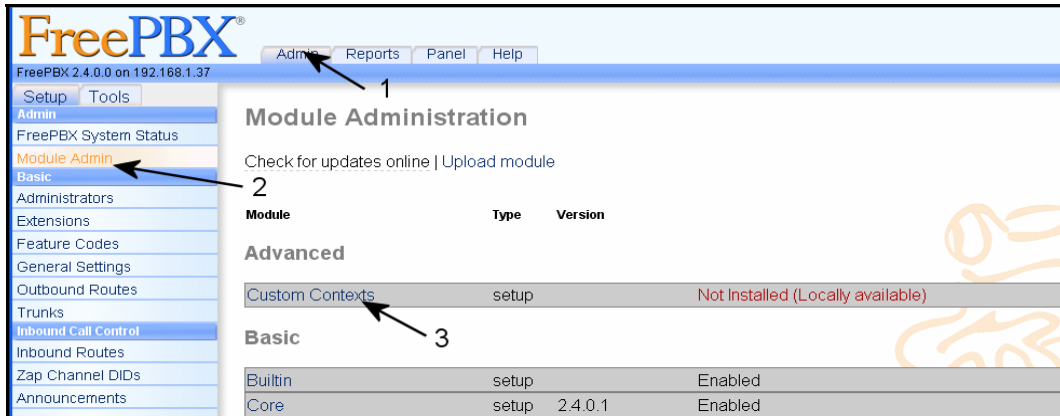 FreePBX®
Admin Reports Panel Help
FreePBX 2.4.0.0 on 192.168.1.37
1
Setup Tools
Admin
FreePBX System Status
Module Admin
Basic
Administrators
Extensions
Feature Codes
General Settings
Outbound Routes
Trunks
Inbound Call Control
Inbound Routes
Zap Channel DIDs
Announcements
Module Administration
Check for updates online | Upload module
2
Module Type Version
Advanced
Custom Contexts setup Not Installed (Locally available)
3
Basic
Builtin setup Enabled
Core setup 2.4.0.1 Enabled